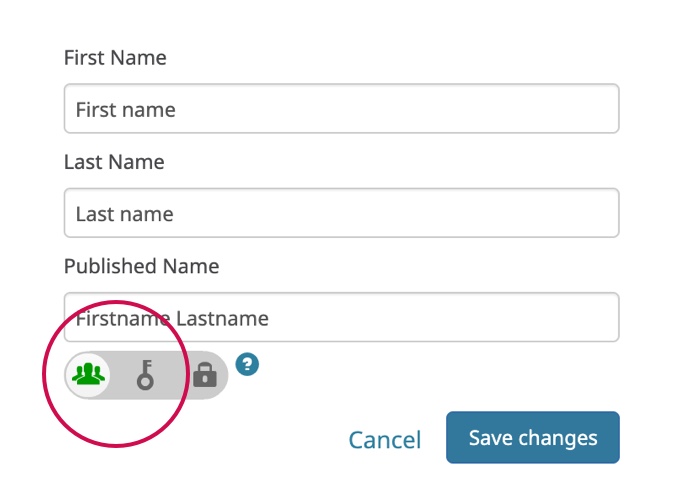 First Name
First name
Last Name
Last name
Published Name
Firstname Lastname
?
Cancel
Save changes